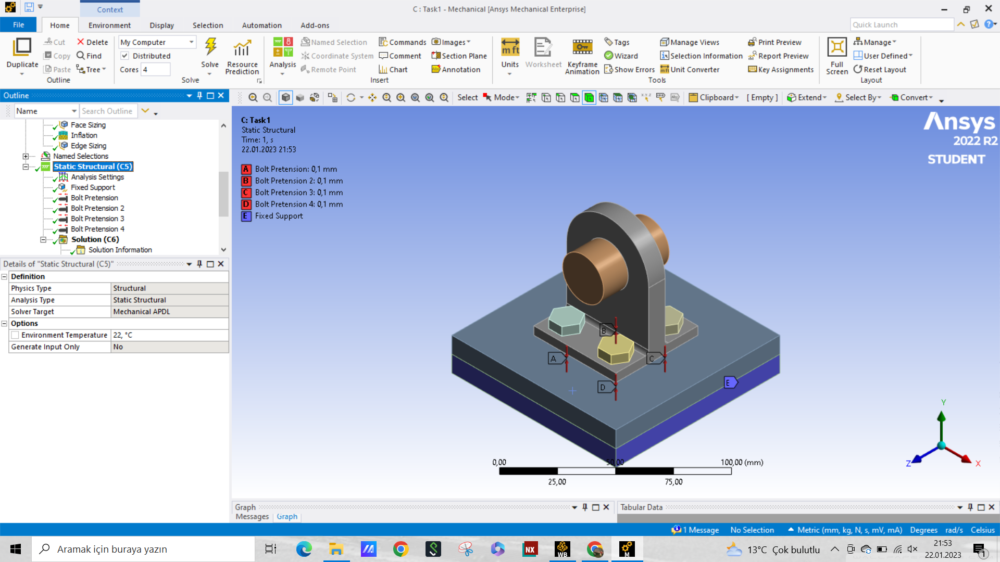 Context
C : Task1 - Mechanical [Ansys Mechanical Enterprise]
File
Home
Environment
Display
Selection
Automation
Add-ons
Quick Launch
Duplicate
Cut
Copy
Paste
Delete
Find
Tree
Outline
My Computer
Distributed
Cores 4
Solve
Resource Prediction
Solve
Analysis
Named Selection
Coordinate System
Remote Point
Commands
Comment
Chart
Images
Section Plane
Annotation
Insert
Units
Worksheet
Keyframe Animation
Tags
Wizard
Show Errors
Manage Views
Selection Information
Unit Converter
Print Preview
Report Preview
Key Assignments
Tools
Full Screen
Manage
User Defined
Reset Layout
Layout
Outline
Name
Search Outline
Select
Mode
Clipboard
[ Empty ]
Extend
Select By
Convert
Face Sizing
Inflation
Edge Sizing
Named Selections
Static Structural (C5)
Analysis Settings
Fixed Support
Bolt Pretension
Bolt Pretension 2
Bolt Pretension 3
Bolt Pretension 4
Solution (C6)
Solution Information
Details of "Static Structural (C5)"
Definition
Physics Type Structural
Analysis Type Static Structural
Solver Target Mechanical APDL
Options
Environment Temperature 22, °C
Generate Input Only No
C: Task1
Static Structural
Time: 1, s
22.01.2023 21:53
A Bolt Pretension: 0,1 mm
B Bolt Pretension 2: 0,1 mm
C Bolt Pretension 3: 0,1 mm
D Bolt Pretension 4: 0,1 mm
E Fixed Support
Ansys
2022 R2
STUDENT
B
A
C
D
E
0,00 50,00 100,00 (mm)
25,00 75,00
Y
Z
X
Graph
Messages Graph
Tabular Data
1 Message
No Selection
Metric (mm, kg, N, s, mV, mA)
Degrees
rad/s
Celsius
Aramak için buraya yazın
NX
WB
M
13°C Çok bulutlu
21:53
22.01.2023
1